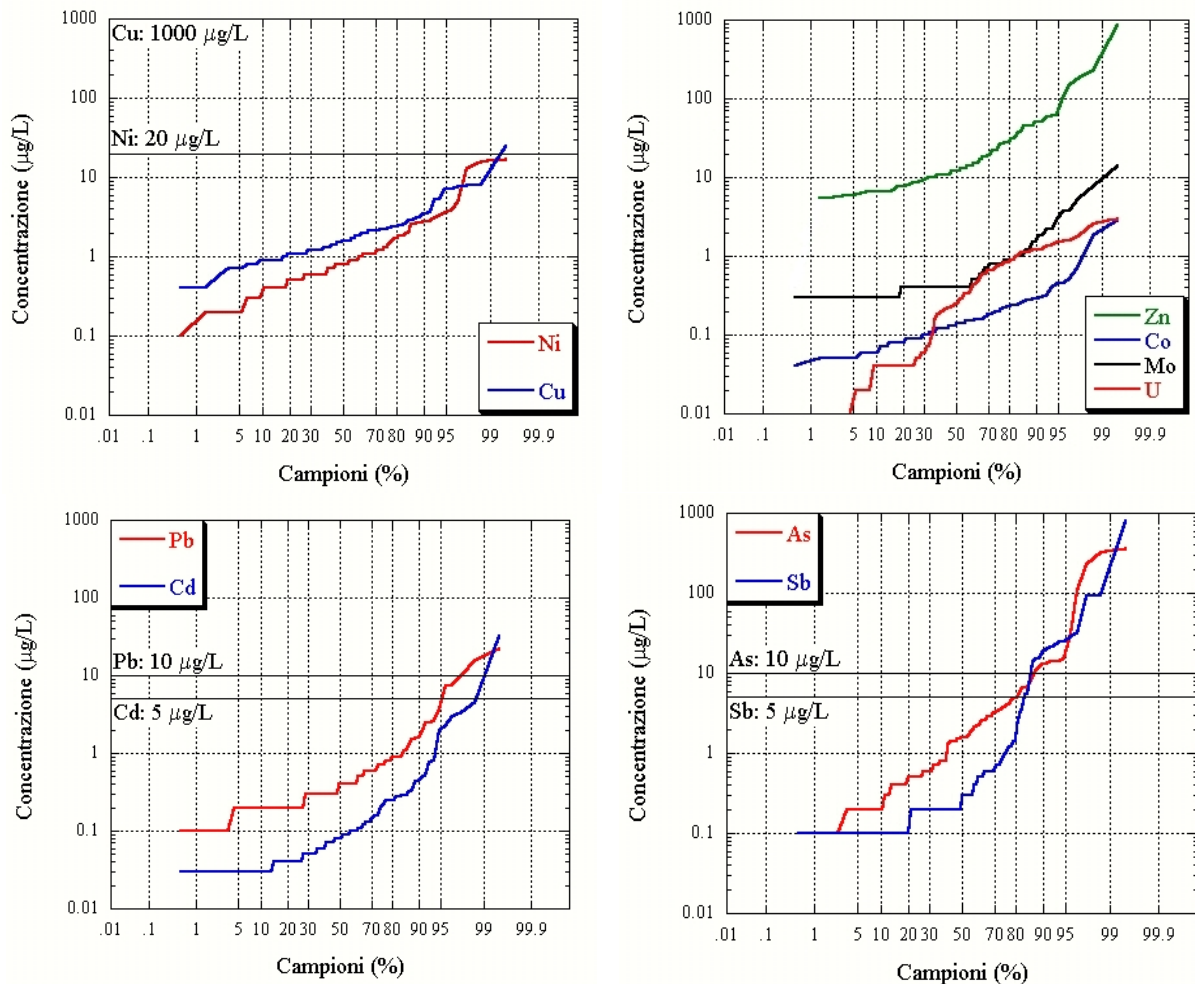 1000
Cu: 1000 μg/L
100
Ni: 20 μg/L
10
1
0.1
0.01
Concentrazione (μg/L)
Ni
Cu
.01 .1 1 5 10 20 30 50 70 80 90 95 99 99.9
Campioni (%)
1000
100
10
1
0.1
0.01
Concentrazione (μg/L)
Zn
Co
Mo
U
.01 .1 1 5 10 20 30 50 70 80 90 95 99 99.9
Campioni (%)
1000
Pb
Cd
100
Pb: 10 μg/L
10
Cd: 5 μg/L
1
0.1
0.01
Concentrazione (μg/L)
.01 .1 1 5 10 20 30 50 70 80 90 95 99 99.9
Campioni (%)
1000
As
Sb
100
As: 10 μg/L
10
Sb: 5 μg/L
1
0.1
0.01
Concentrazione (μg/L)
.01 .1 1 5 10 20 30 50 70 80 90 95 99 99.9
Campioni (%)